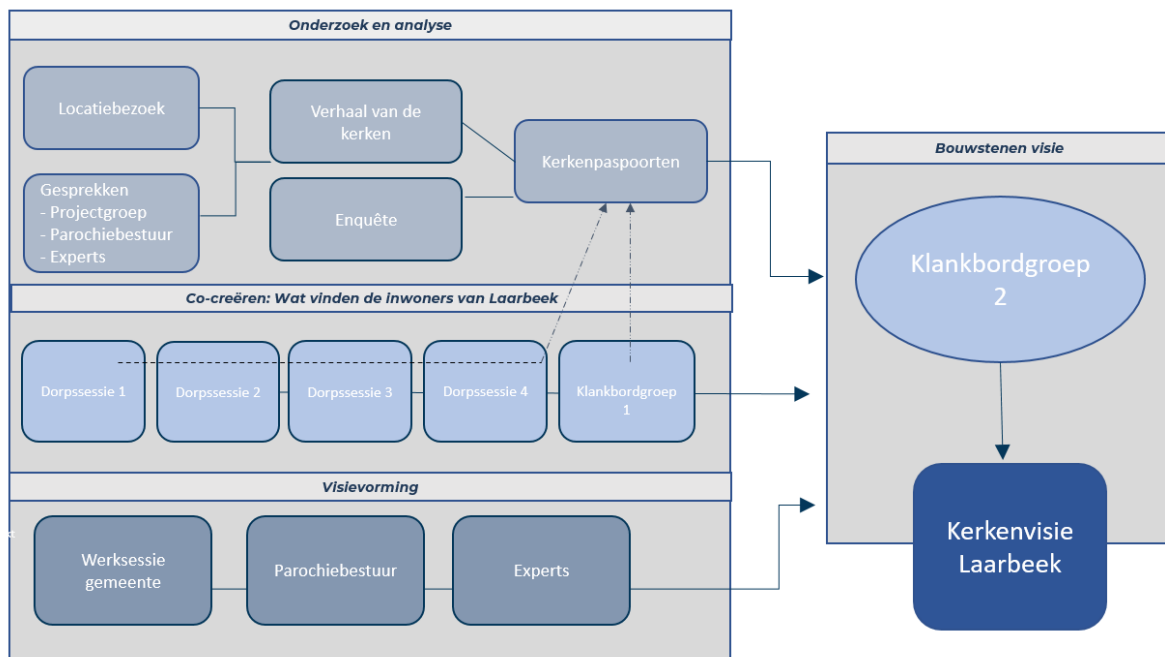 Onderzoek en analyse
Locatiebezoek
Gesprekken
- Projectgroep
- Parochiebestuur
- Experts
Verhaal van de
kerken
Enquête
Kerkenpaspoorten
Co-creëren: Wat vinden de inwoners van Laarbeek
Dorpssessie 1
Dorpssessie 2
Dorpssessie 3
Dorpssessie 4
Klankbordgroep
1
Visievorming
Werksessie
gemeente
Parochiebestuur
Experts
Bouwstenen visie
Klankbordgroep
2
Kerkenvisie
Laarbeek